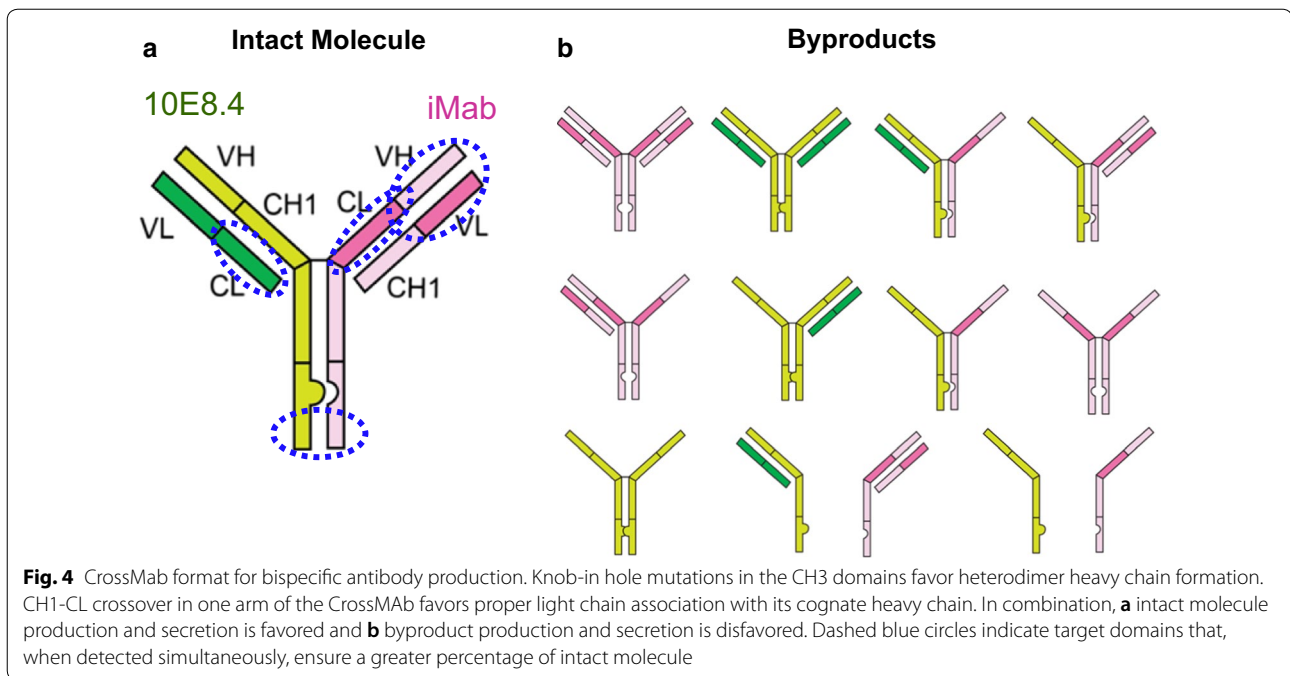 a Intact Molecule
b Byproducts
10E8.4
iMab
VH
VH
CH1
CL
VL
VL
CL
CH1
Fig. 4 CrossMab format for bispecific antibody production. Knob-in hole mutations in the CH3 domains favor heterodimer heavy chain formation.
CH1-CL crossover in one arm of the CrossMAb favors proper light chain association with its cognate heavy chain. In combination, a intact molecule
production and secretion is favored and b byproduct production and secretion is disfavored. Dashed blue circles indicate target domains that,
when detected simultaneously, ensure a greater percentage of intact molecule